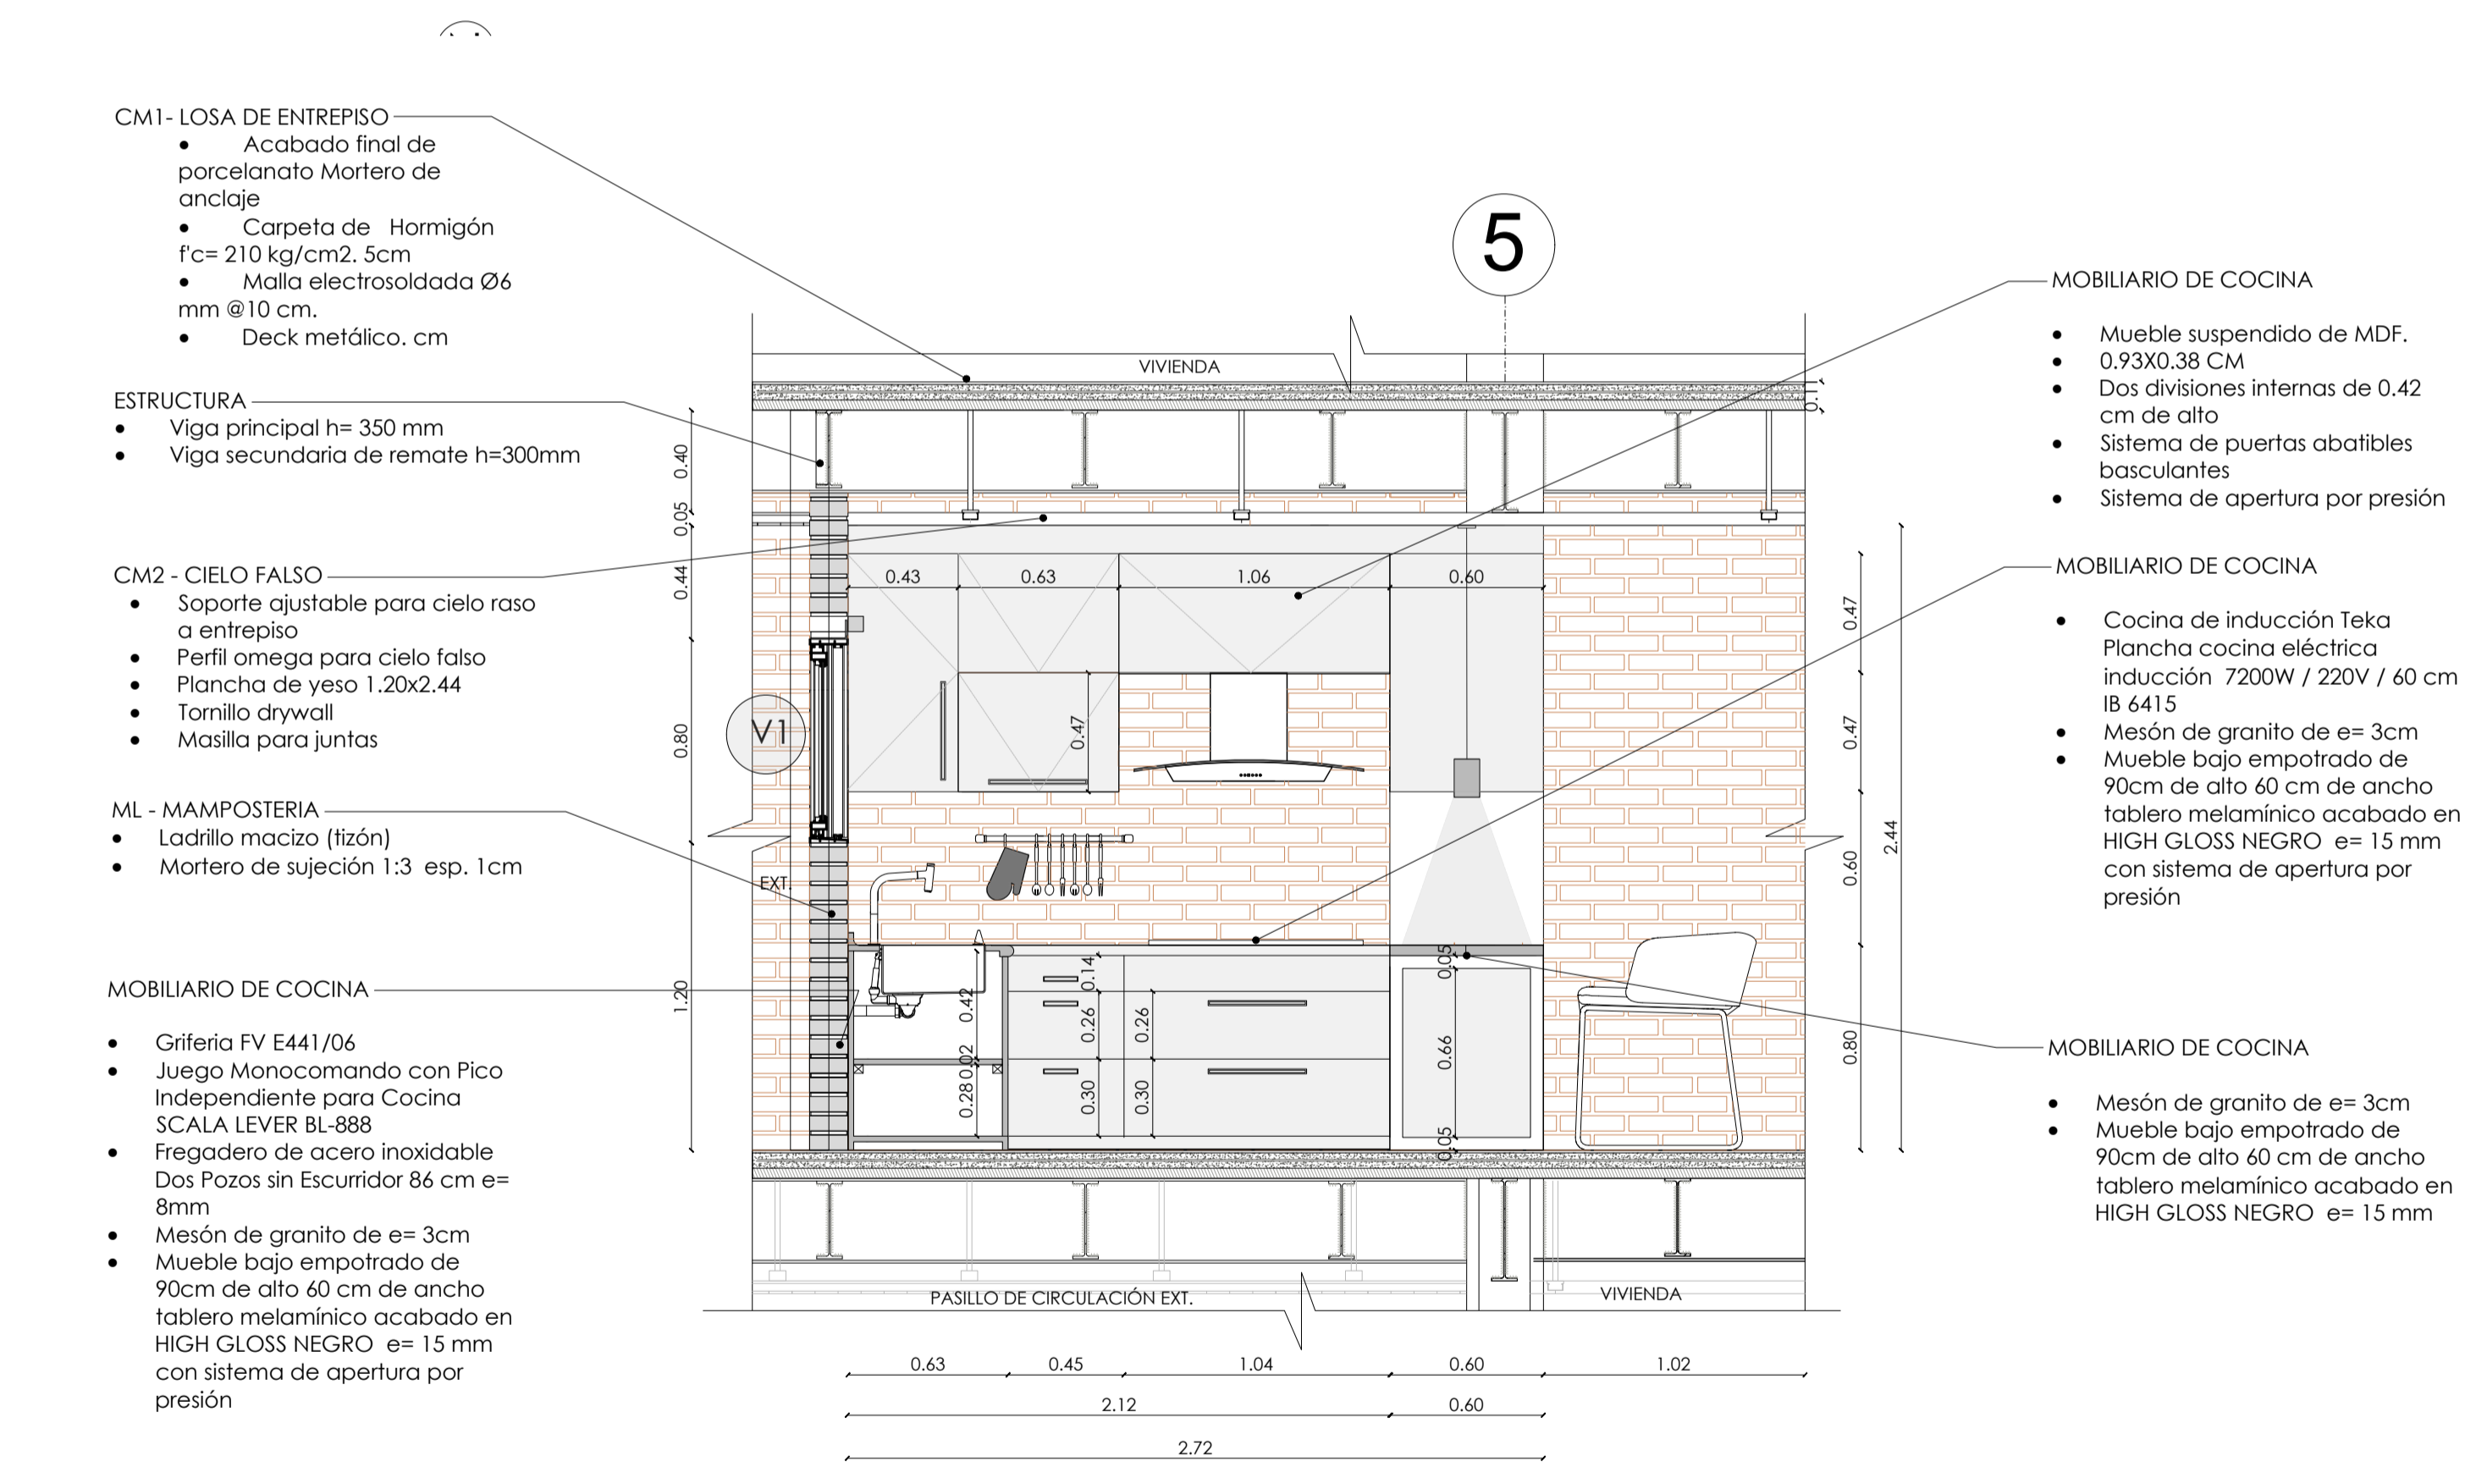 CM1- LOSA DE ENTREPISO
• Acabado final de
porcelanato Mortero de
anclaje
• Carpeta de Hormigón
f'c= 210 kg/cm2. 5cm
• Malla electrosoldada Ø6
mm @10 cm.
• Deck metálico. cm
ESTRUCTURA
• Viga principal h= 350 mm
• Viga secundaria de remate h=300mm
CM2 - CIELO FALSO
• Soporte ajustable para cielo raso
a entrepiso
• Perfil omega para cielo falso
• Plancha de yeso 1.20x2.44
• Tornillo drywall
• Masilla para juntas
ML - MAMPOSTERIA
• Ladrillo macizo (tizón)
• Mortero de sujeción 1:3 esp. 1cm
MOBILIARIO DE COCINA
• Griferia FV E441/06
• Juego Monocomando con Pico
Independiente para Cocina
SCALA LEVER BL-888
• Fregadero de acero inoxidable
Dos Pozos sin Escurridor 86 cm e=
8mm
• Mesón de granito de e= 3cm
• Mueble bajo empotrado de
90cm de alto 60 cm de ancho
tablero melamínico acabado en
HIGH GLOSS NEGRO e= 15 mm
con sistema de apertura por
presión
5
VIVIENDA
0.11
0.40
0.05
0.44
0.80
1.20
V1
EXT.
0.43
0.63
1.06
0.60
0.47
0.42
0.02
0.28
0.14
0.26
0.30
0.26
0.30
0.05
0.66
0.05
0.47
0.47
0.60
0.80
2.44
PASILLO DE CIRCULACIÓN EXT.
VIVIENDA
0.63
0.45
1.04
0.60
1.02
2.12
0.60
2.72
MOBILIARIO DE COCINA
• Mueble suspendido de MDF.
• 0.93X0.38 CM
• Dos divisiones internas de 0.42
cm de alto
• Sistema de puertas abatibles
basculantes
• Sistema de apertura por presión
MOBILIARIO DE COCINA
• Cocina de inducción Teka
Plancha cocina eléctrica
inducción 7200W / 220V / 60 cm
IB 6415
• Mesón de granito de e= 3cm
• Mueble bajo empotrado de
90cm de alto 60 cm de ancho
tablero melamínico acabado en
HIGH GLOSS NEGRO e= 15 mm
con sistema de apertura por
presión
MOBILIARIO DE COCINA
• Mesón de granito de e= 3cm
• Mueble bajo empotrado de
90cm de alto 60 cm de ancho
tablero melamínico acabado en
HIGH GLOSS NEGRO e= 15 mm